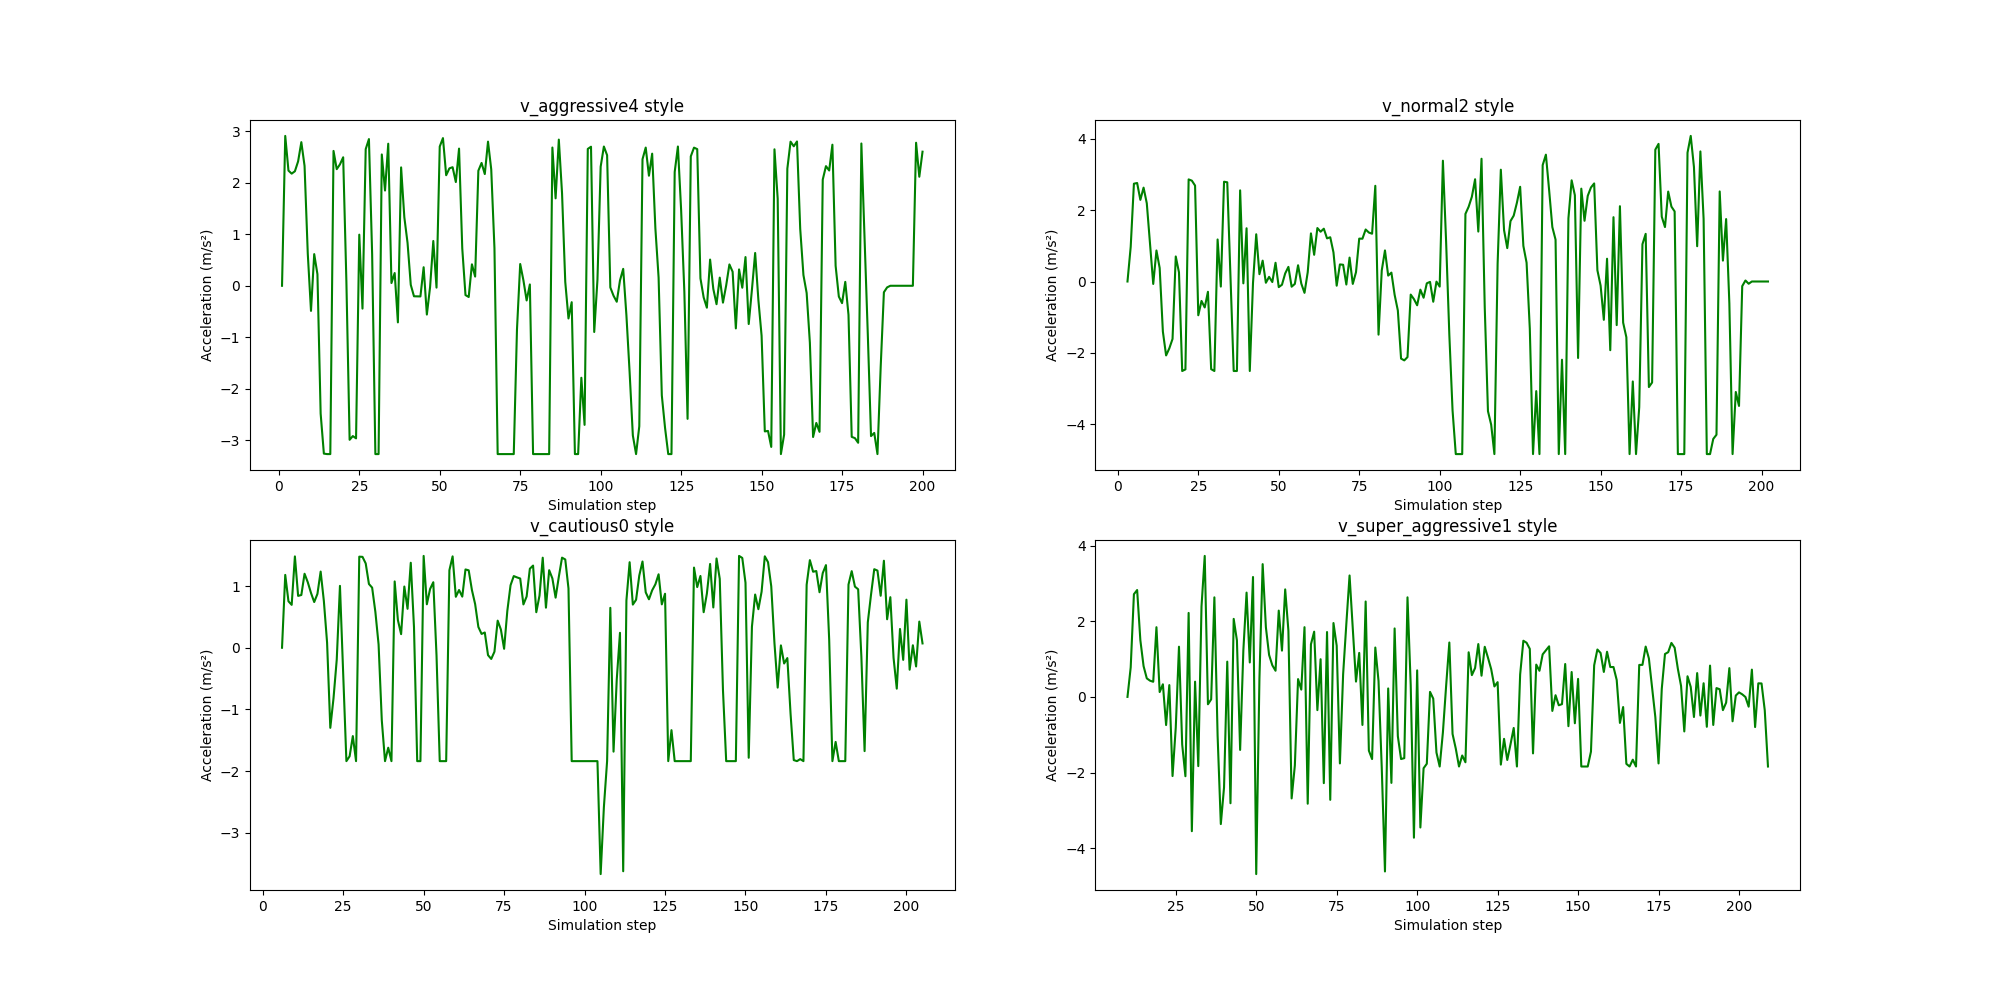 v_aggressive4 style
3
2
1
0
−1
−2
−3
Acceleration (m/s²)
0 25 50 75 100 125 150 175 200
Simulation step
v_normal2 style
4
2
0
−2
−4
Acceleration (m/s²)
0 25 50 75 100 125 150 175 200
Simulation step
v_cautious0 style
1
0
−1
−2
−3
Acceleration (m/s²)
0 25 50 75 100 125 150 175 200
Simulation step
v_super_aggressive1 style
4
2
0
−2
−4
Acceleration (m/s²)
25 50 75 100 125 150 175 200
Simulation step